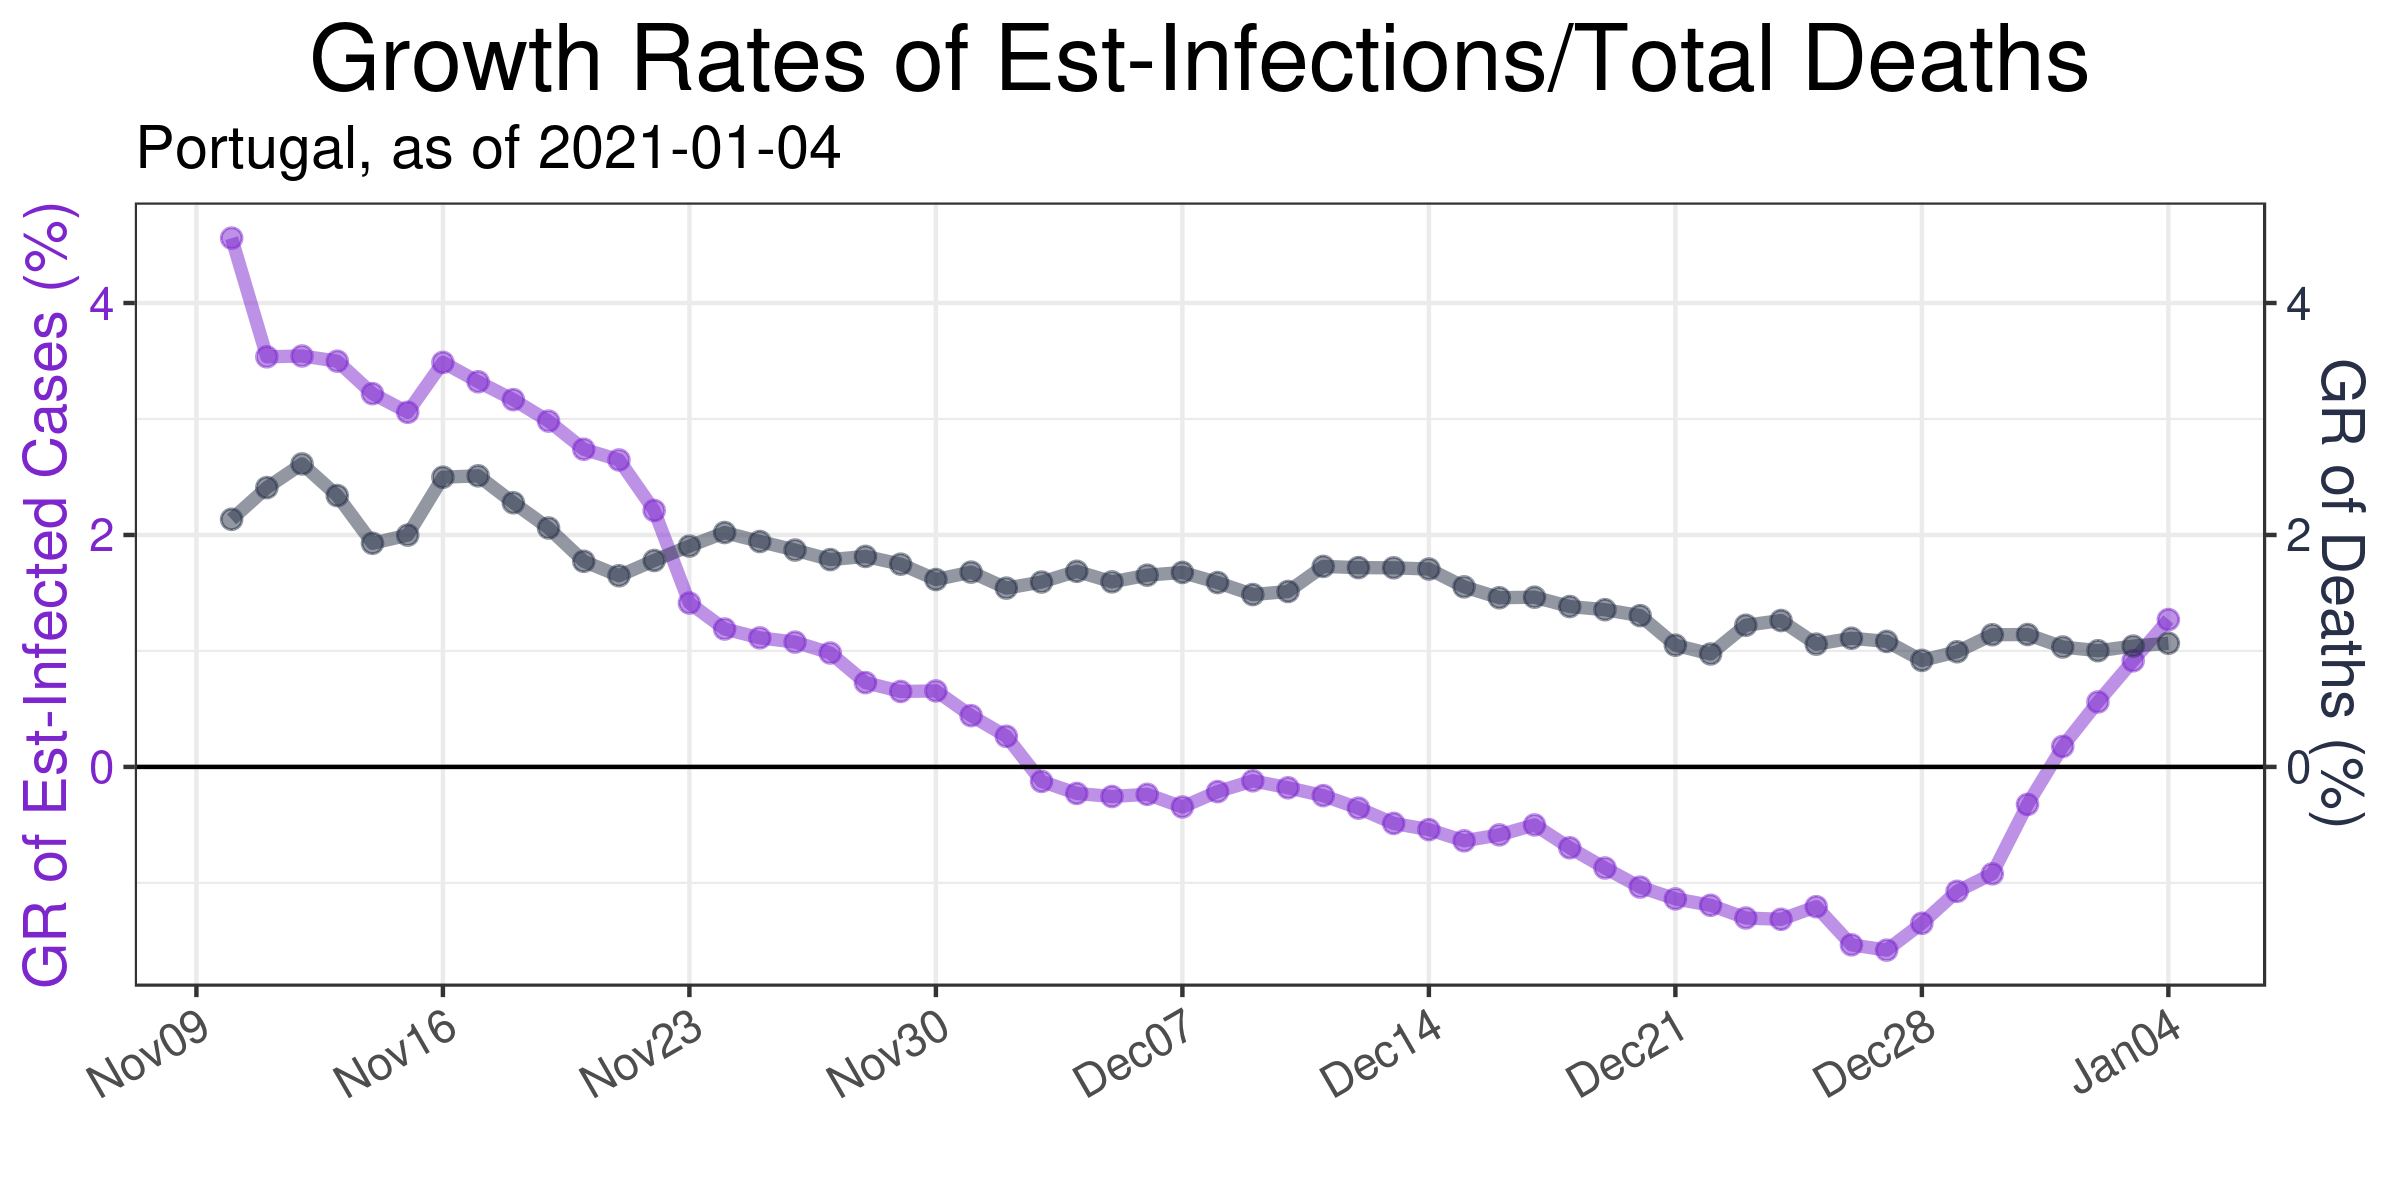 Growth Rates of Est-Infections/Total Deaths
Portugal, as of 2021-01-04
GR of Est-Infected Cases (%)
4
2
0
4
2
0
GR of Deaths (%)
Nov09
Nov16
Nov23
Nov30
Dec07
Dec14
Dec21
Dec28
Jan04